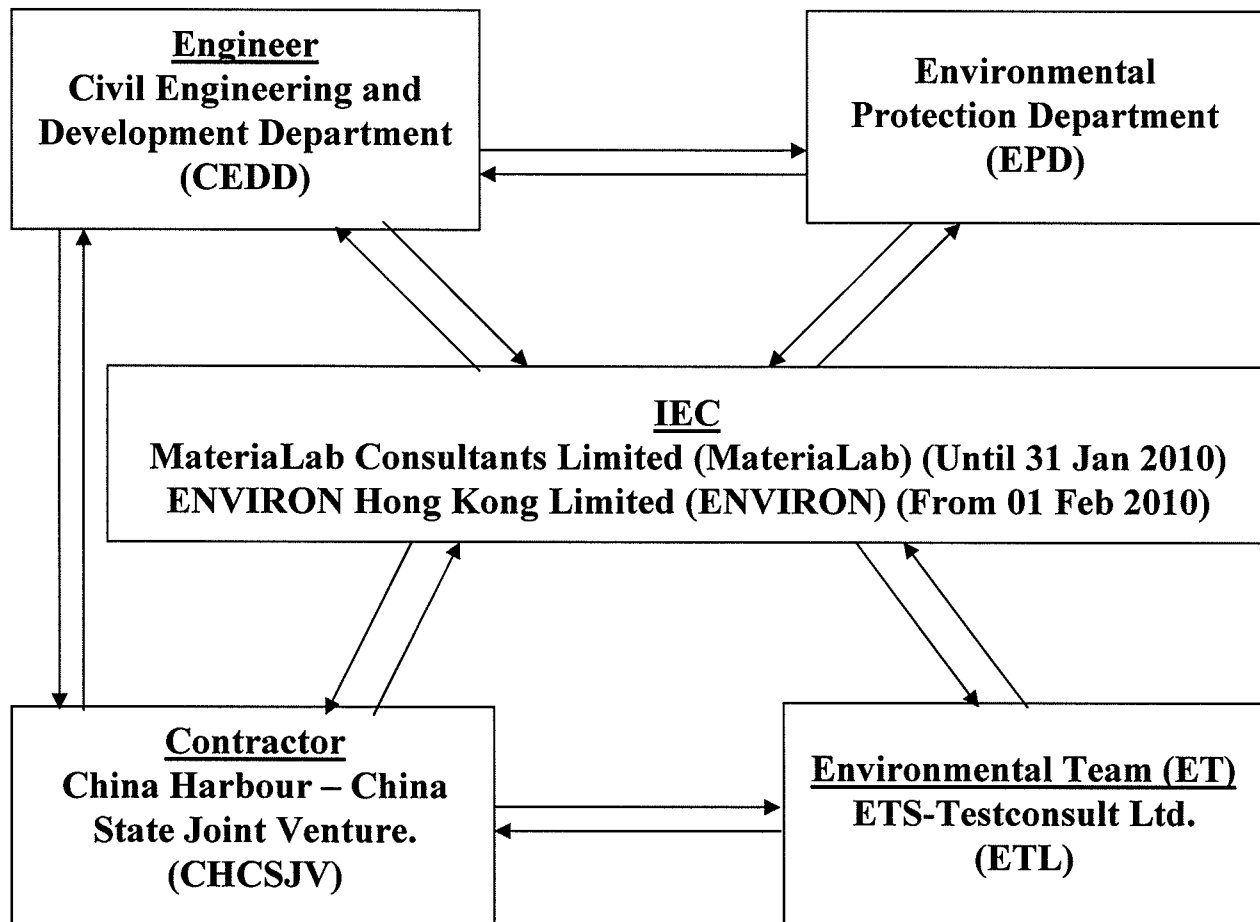 Engineer
Civil Engineering and
Development Department
(CEDD)
Environmental
Protection Department
(EPD)
IEC
MateriaLab Consultants Limited (MateriaLab) (Until 31 Jan 2010)
ENVIRON Hong Kong Limited (ENVIRON) (From 01 Feb 2010)
Contractor
China Harbour – China
State Joint Venture.
(CHCSJV)
Environmental Team (ET)
ETS-Testconsult Ltd.
(ETL)